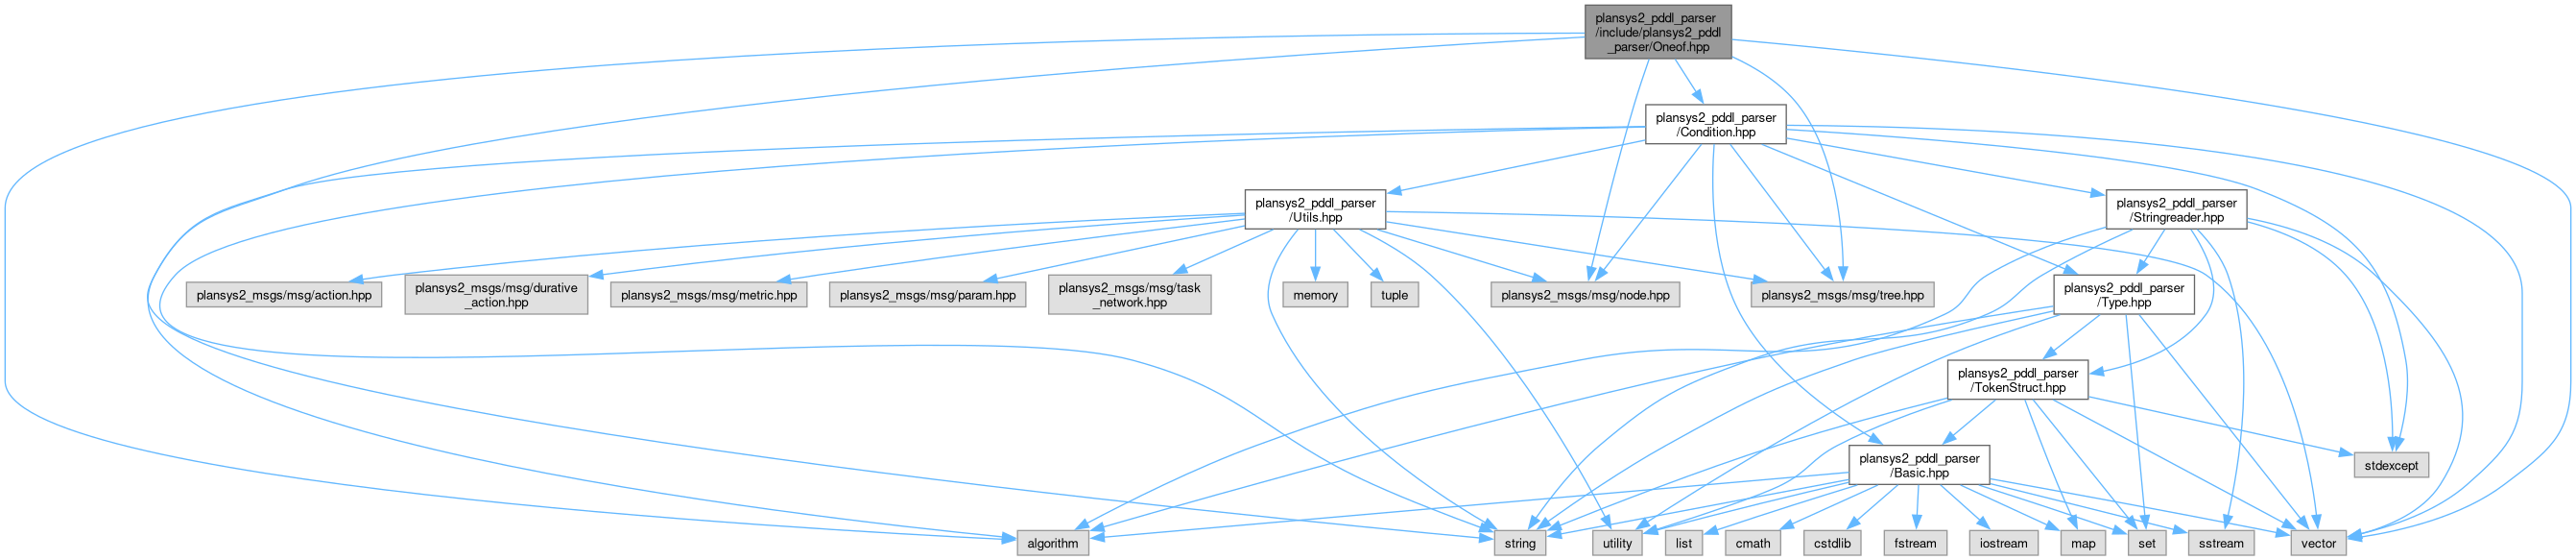 plansys2_pddl_parser
/include/plansys2_pddl
_parser/Oneof.hpp
plansys2_pddl_parser
/Condition.hpp
plansys2_pddl_parser
/Utils.hpp
plansys2_pddl_parser
/Stringreader.hpp
plansys2_msgs/msg/action.hpp
plansys2_msgs/msg/durative
_action.hpp
plansys2_msgs/msg/metric.hpp
plansys2_msgs/msg/param.hpp
plansys2_msgs/msg/task
_network.hpp
memory
tuple
plansys2_msgs/msg/node.hpp
plansys2_msgs/msg/tree.hpp
plansys2_pddl_parser
/Type.hpp
plansys2_pddl_parser
/TokenStruct.hpp
plansys2_pddl_parser
/Basic.hpp
stdexcept
algorithm
string
utility
list
cmath
cstdlib
fstream
iostream
map
set
sstream
vector